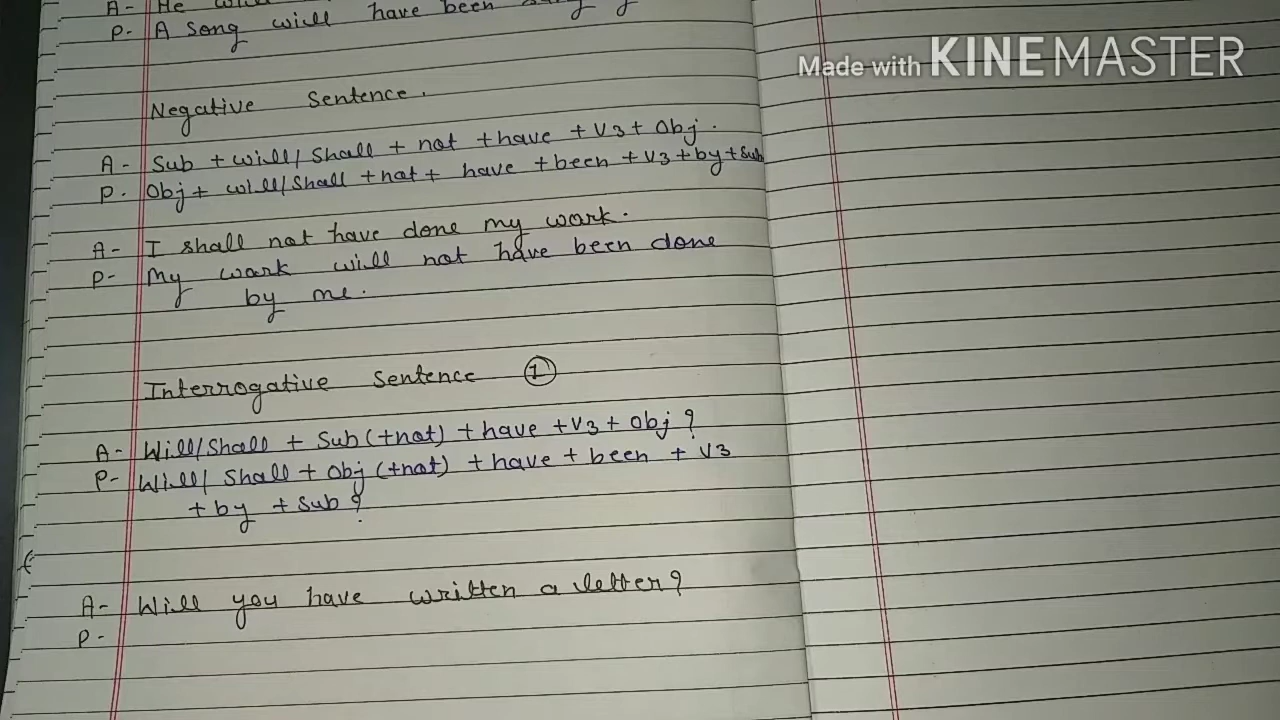 A- He
P- A song will have been
Made with KINEMASTER
Negative Sentence.
A- Sub + will/Shall + not + have + V3 + Obj.
P- Obj + will/Shall + not + have + been + V3 + by + Sub
A- I shall not have done my work.
P- My work will not have been done
by me.
Interrogative Sentence 1
A- Will/Shall + Sub (+not) + have + V3 + Obj?
P- Will/Shall + Obj (+not) + have + been + V3
+ by + Sub?
A- Will you have written a letter?
P-